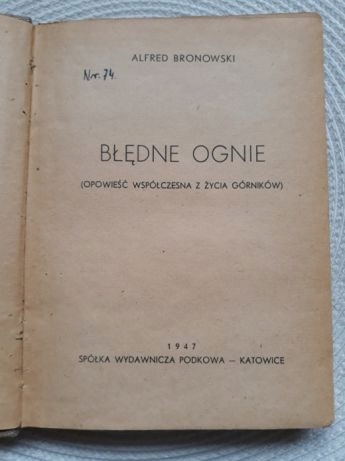 ALFRED BRONOWSKI
Nr. 74.
BŁĘDNE OGNIE
(OPOWIEŚĆ WSPÓŁCZESNA Z ŻYCIA GÓRNIKÓW)
1947
SPÓŁKA WYDAWNICZA PODKOWA — KATOWICE